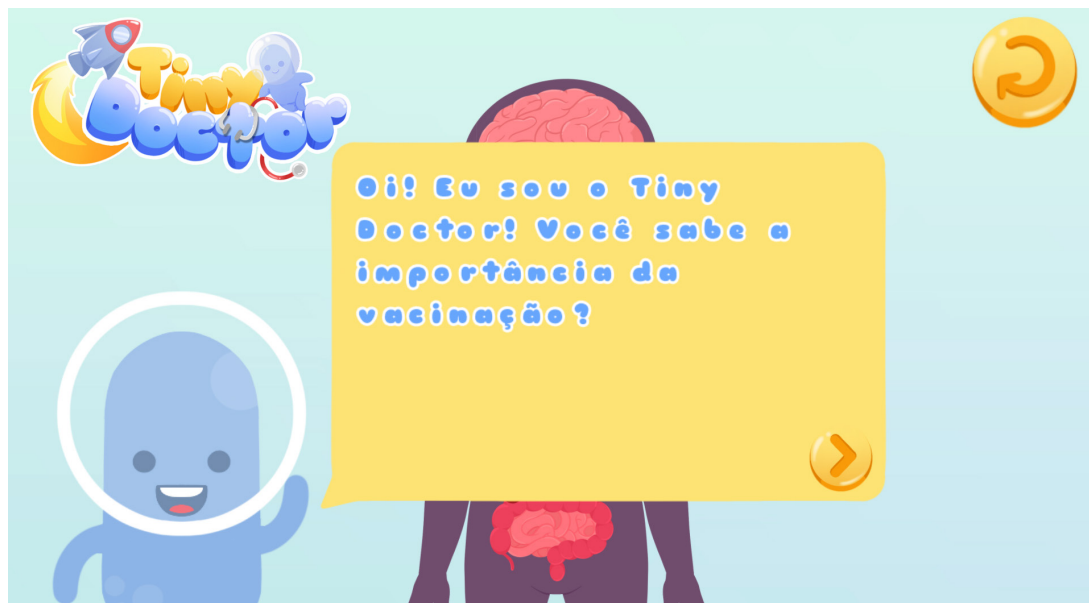 Tiny
Doctor
Oi! Eu sou o Tiny
Doctor! Você sabe a
importância da
vacinação?